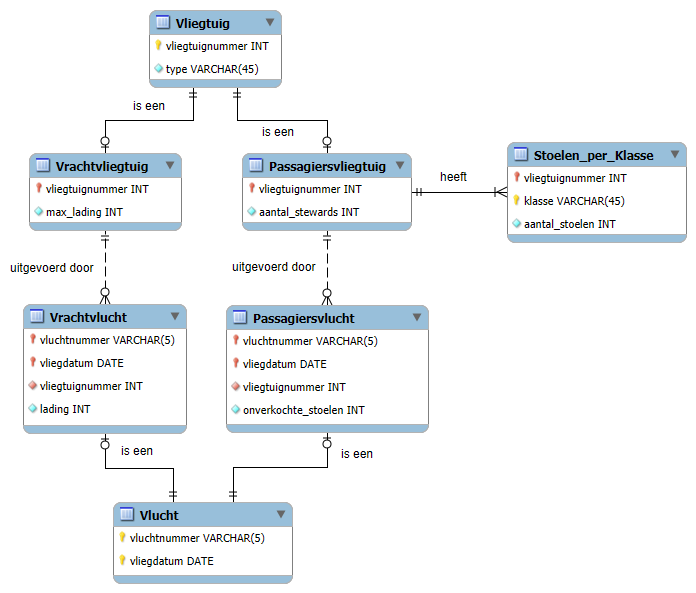 Vliegtuig
vliegtuignummer INT
type VARCHAR(45)
is een
is een
Vrachtvliegtuig
vliegtuignummer INT
max_lading INT
Passagiersvliegtuig
vliegtuignummer INT
aantal_stewards INT
heeft
Stoelen_per_Klasse
vliegtuignummer INT
klasse VARCHAR(45)
aantal_stoelen INT
uitgevoerd door
uitgevoerd door
Vrachtvlucht
vluchtnummer VARCHAR(5)
vliegdatum DATE
vliegtuignummer INT
lading INT
Passagiersvlucht
vluchtnummer VARCHAR(5)
vliegdatum DATE
vliegtuignummer INT
onverkochte_stoelen INT
is een
is een
Vlucht
vluchtnummer VARCHAR(5)
vliegdatum DATE